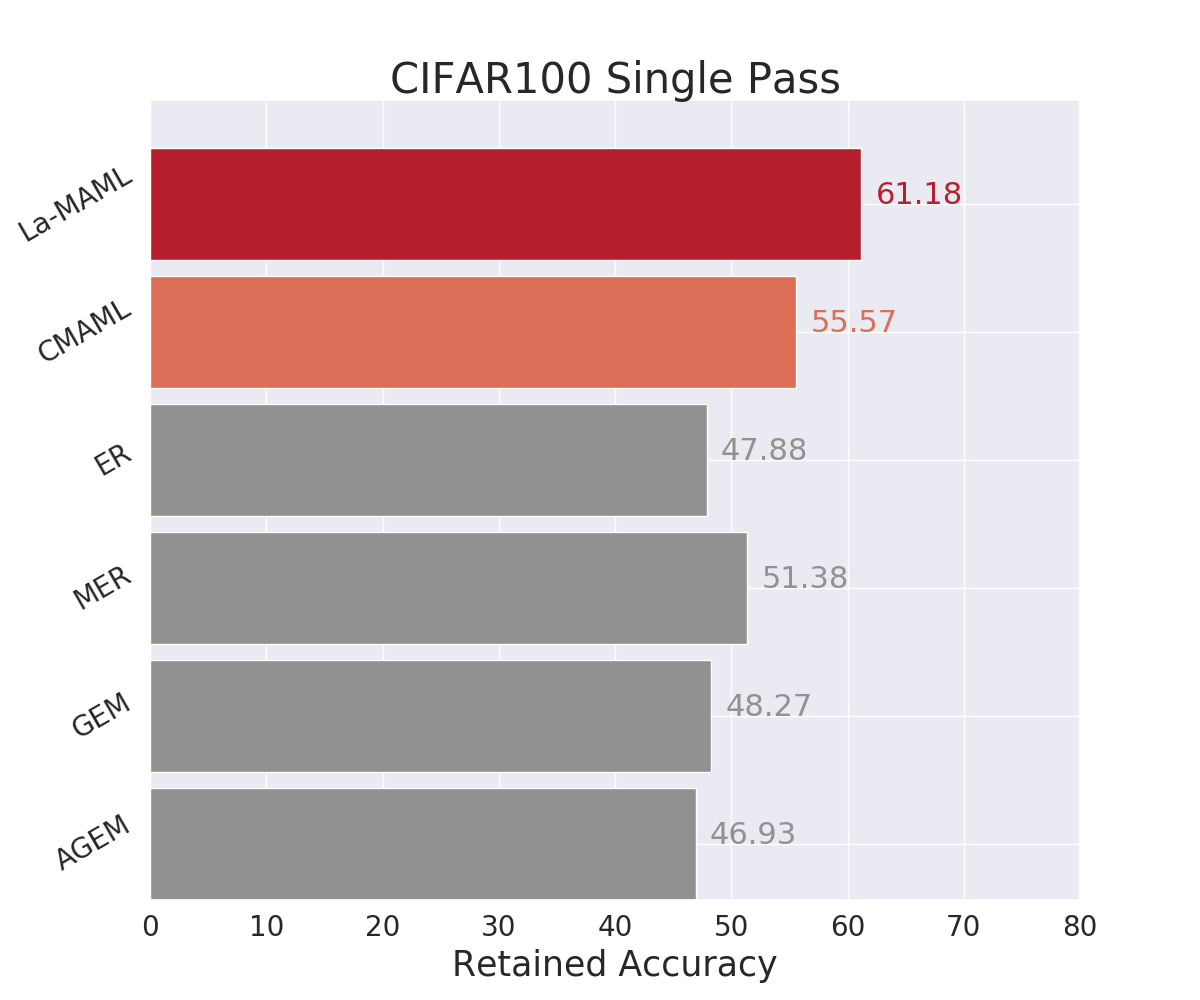 CIFAR100 Single Pass
La-MAML
61.18
CMAML
55.57
ER
47.88
MER
51.38
GEM
48.27
AGEM
46.93
0 10 20 30 40 50 60 70 80
Retained Accuracy